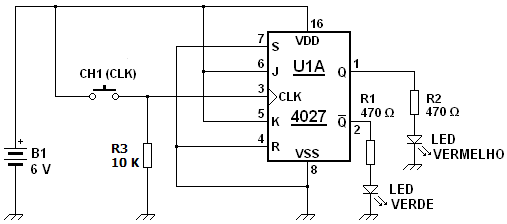 16
7 S VDD
6 J U1A Q 1
CH1 (CLK)
3 CLK
R1
470 Ω
R2
470 Ω
5 K 4027 Q̅
2
4 R
VSS
8
+
B1
6 V
R3
10 K
LED
VERMELHO
LED
VERDE